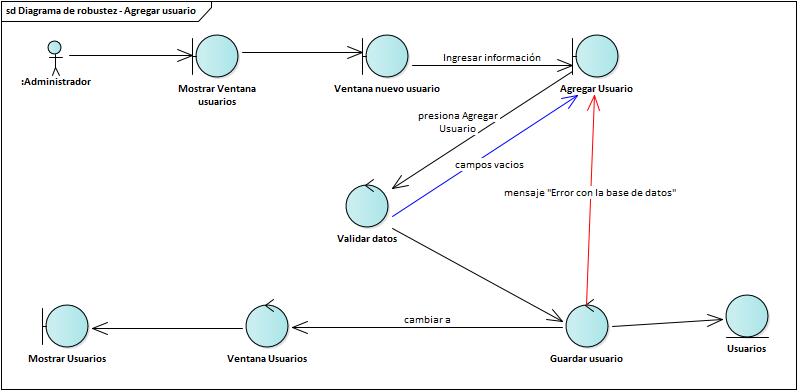 sd Diagrama de robustez - Agregar usuario
:Administrador
Mostrar Ventana
usuarios
Ventana nuevo usuario
Ingresar información
Agregar Usuario
presiona Agregar
Usuario
campos vacios
mensaje "Error con la base de datos"
Validar datos
cambiar a
Mostrar Usuarios
Ventana Usuarios
Guardar usuario
Usuarios